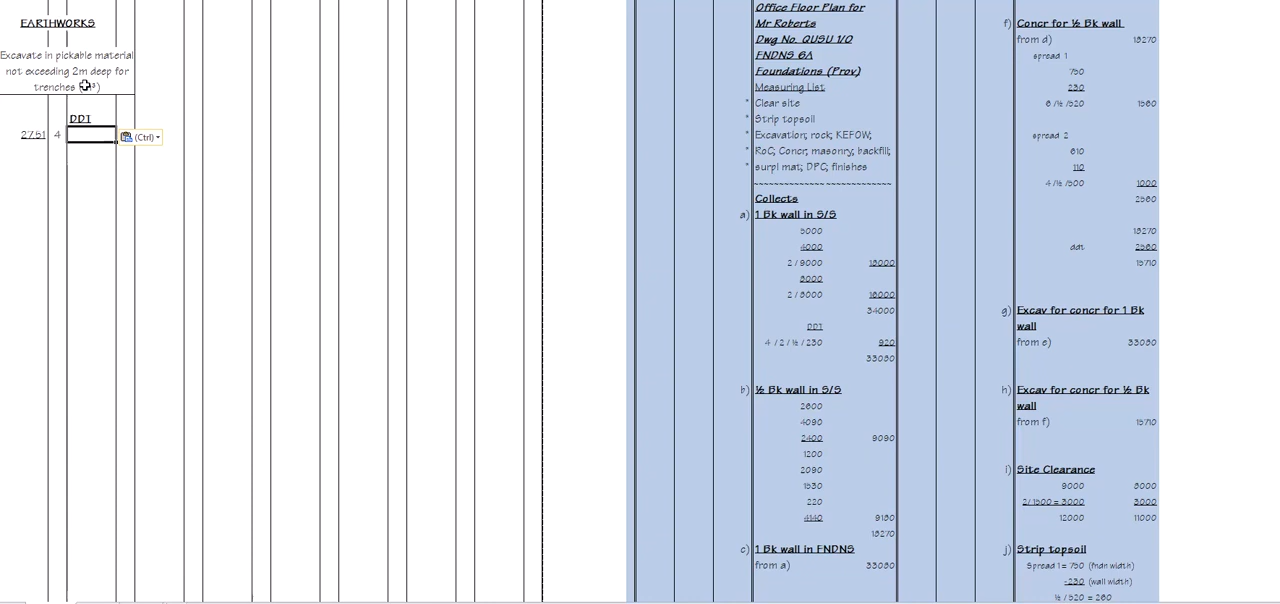 EARTHWORKS
Excavate in pickable material
not exceeding 2m deep for
trenches
DDT
27.51 4
(Ctrl)
Office Floor Plan for
Mr Roberts
Dwg No. QUSU 1/0
FNDNS 6A
Foundations (Prov)
Measuring List
* Clear site
* Strip topsoil
* Excavation; rock; KEFOW;
* RoC; Concr; masonry; backfill;
* surpl mat; DPC; finishes
~~~~~~~~~~~~~~~~~~~~~~~~~~~
Collects
a) 1 Bk wall in S/S
5000
4000
2 / 9000 18000
8000
2 / 8000 16000
34000
DDT
4 / 2 / ½ / 230 920
33080
b) ½ Bk wall in S/S
2600
4090
2400 9090
1200
2090
1530
220
4140 9180
18270
c) 1 Bk wall in FNDNS
from a) 33080
f) Concr for ½ Bk wall
from d) 18270
spread 1
750
230
6 /½ /520 1560
spread 2
610
110
4 /½ /500 1000
2560
18270
ddt 2560
15710
g) Excav for concr for 1 Bk
wall
from e) 33080
h) Excav for concr for ½ Bk
wall
from f) 15710
i) Site Clearance
9000 8000
2/ 1500 = 3000 3000
12000 11000
j) Strip topsoil
Spread 1 = 750 (fndn width)
-230 (wall width)
½ / 520 = 260